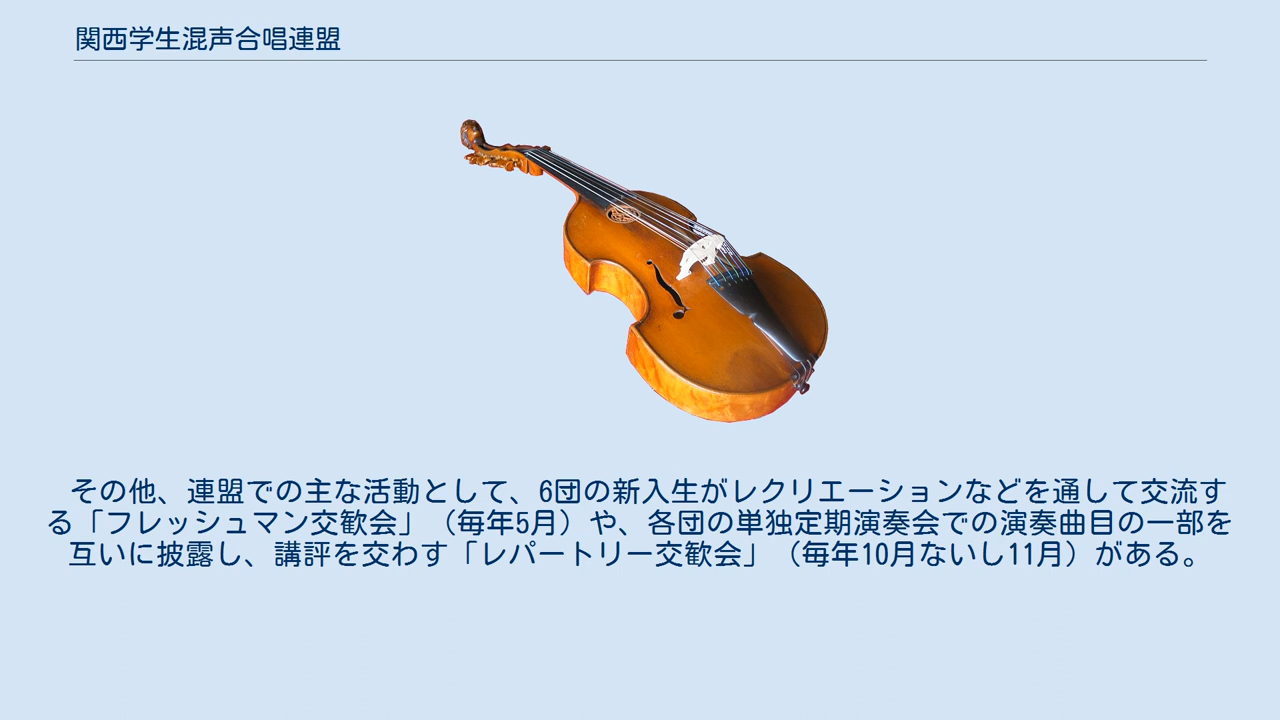 関西学生混声合唱連盟
その他、連盟での主な活動として、6団の新入生がレクリエーションなどを通して交流す
る「フレッシュマン交歓会」（毎年5月）や、各団の単独定期演奏会での演奏曲目の一部を
互いに披露し、講評を交わす「レパートリー交歓会」（毎年10月ないし11月）がある。